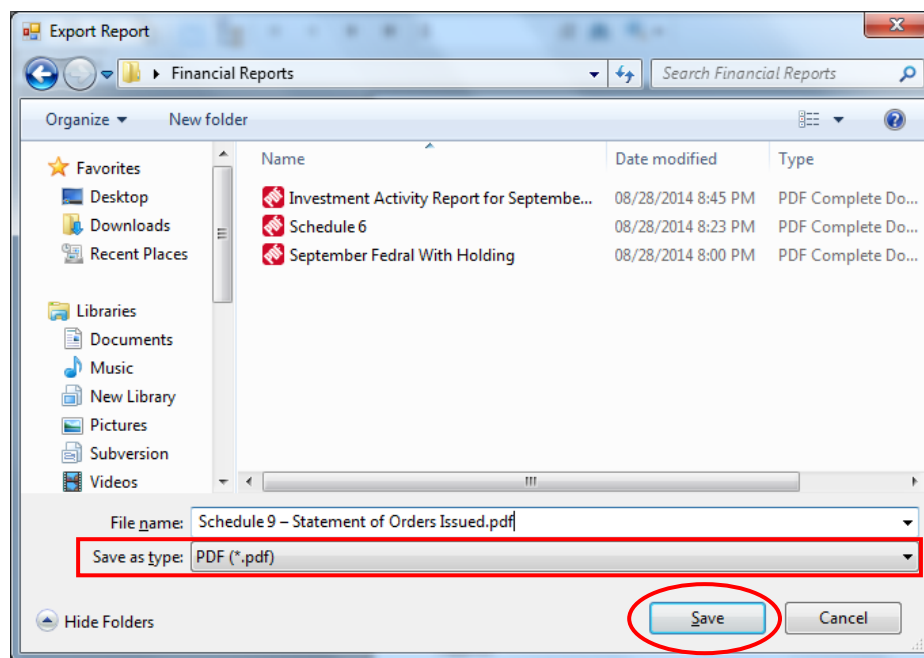 Export Report
Financial Reports
Search Financial Reports
Organize New folder
Name Date modified Type
Favorites
Desktop
Downloads
Recent Places
Libraries
Documents
Music
New Library
Pictures
Subversion
Videos
Investment Activity Report for Septembe... 08/28/2014 8:45 PM PDF Complete Do...
Schedule 6 08/28/2014 8:23 PM PDF Complete Do...
September Fedral With Holding 08/28/2014 8:00 PM PDF Complete Do...
File name: Schedule 9 – Statement of Orders Issued.pdf
Save as type: PDF (*.pdf)
Hide Folders Save Cancel